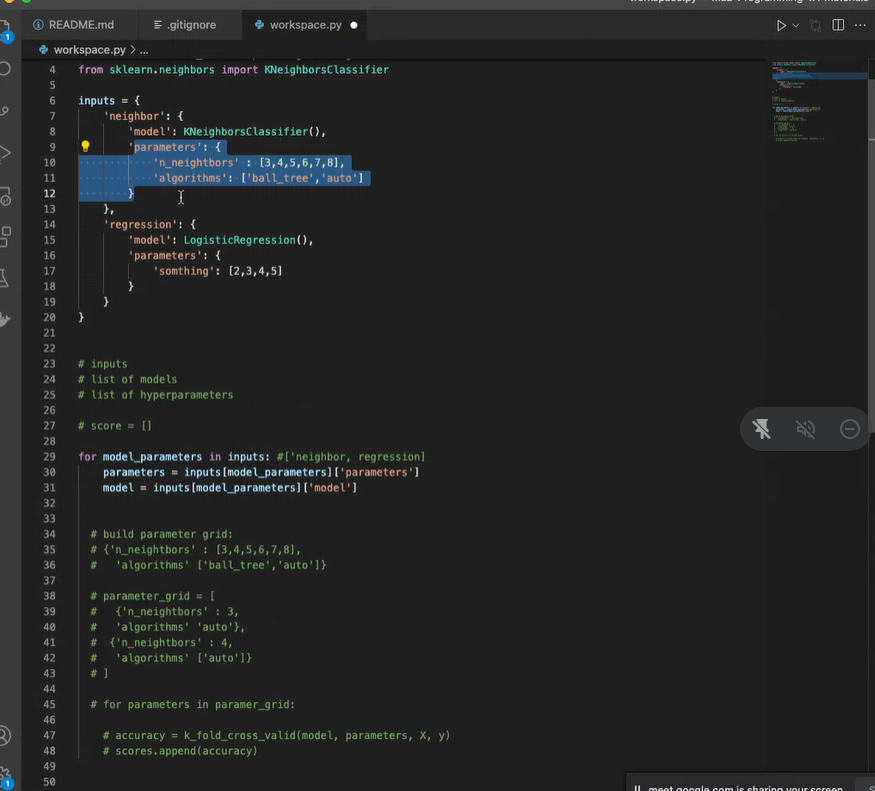 README.md
.gitignore
workspace.py
workspace.py > ...
4 from sklearn.neighbors import KNeighborsClassifier
5
6 inputs = {
7 'neighbor': {
8 'model': KNeighborsClassifier(),
9 'parameters': {
10 'n_neightbors' : [3,4,5,6,7,8],
11 'algorithms': ['ball_tree','auto']
12 }
13 },
14 'regression': {
15 'model': LogisticRegression(),
16 'parameters': {
17 'somthing': [2,3,4,5]
18 }
19 }
20 }
21
22
23 # inputs
24 # list of models
25 # list of hyperparameters
26
27 # score = []
28
29 for model_parameters in inputs: #['neighbor, regression]
30 parameters = inputs[model_parameters]['parameters']
31 model = inputs[model_parameters]['model']
32
33
34 # build parameter grid:
35 # {'n_neightbors' : [3,4,5,6,7,8],
36 # 'algorithms' ['ball_tree','auto']}
37
38 # parameter_grid = [
39 # {'n_neightbors' : 3,
40 # 'algorithms' 'auto'},
41 # {'n_neightbors' : 4,
42 # 'algorithms' ['auto']}
43 # ]
44
45 # for parameters in paramer_grid:
46
47 # accuracy = k_fold_cross_valid(model, parameters, X, y)
48 # scores.append(accuracy)
49
50
1
1
meet.google.com is sharing your screen.